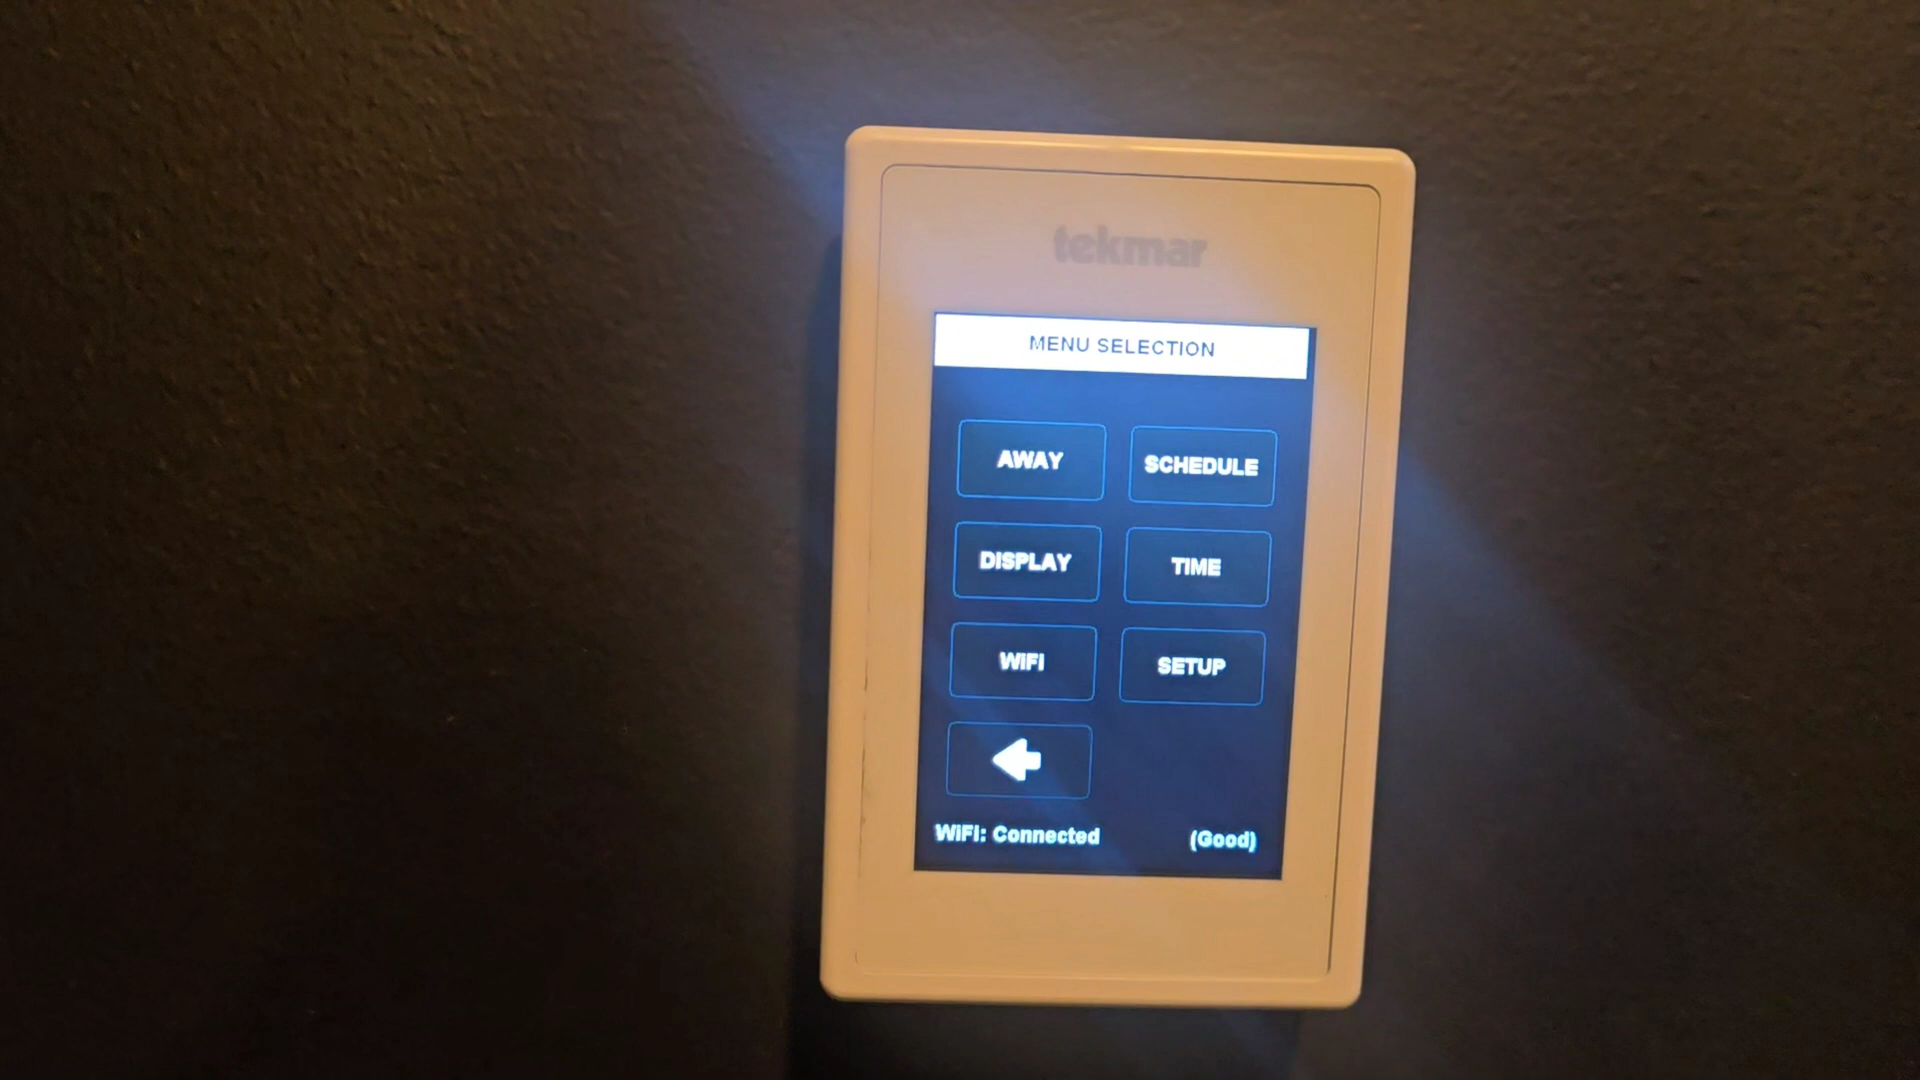 tekmar
MENU SELECTION
AWAY
SCHEDULE
DISPLAY
TIME
WiFi
SETUP
WiFi: Connected
(Good)